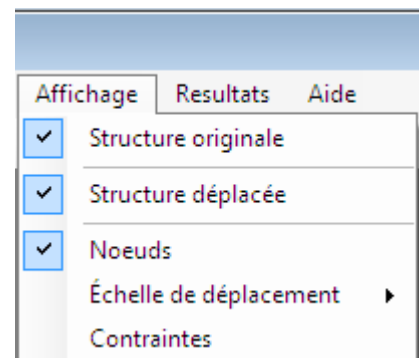 Affichage Resultats Aide
Structure originale
Structure déplacée
Noeuds
Échelle de déplacement
Contraintes